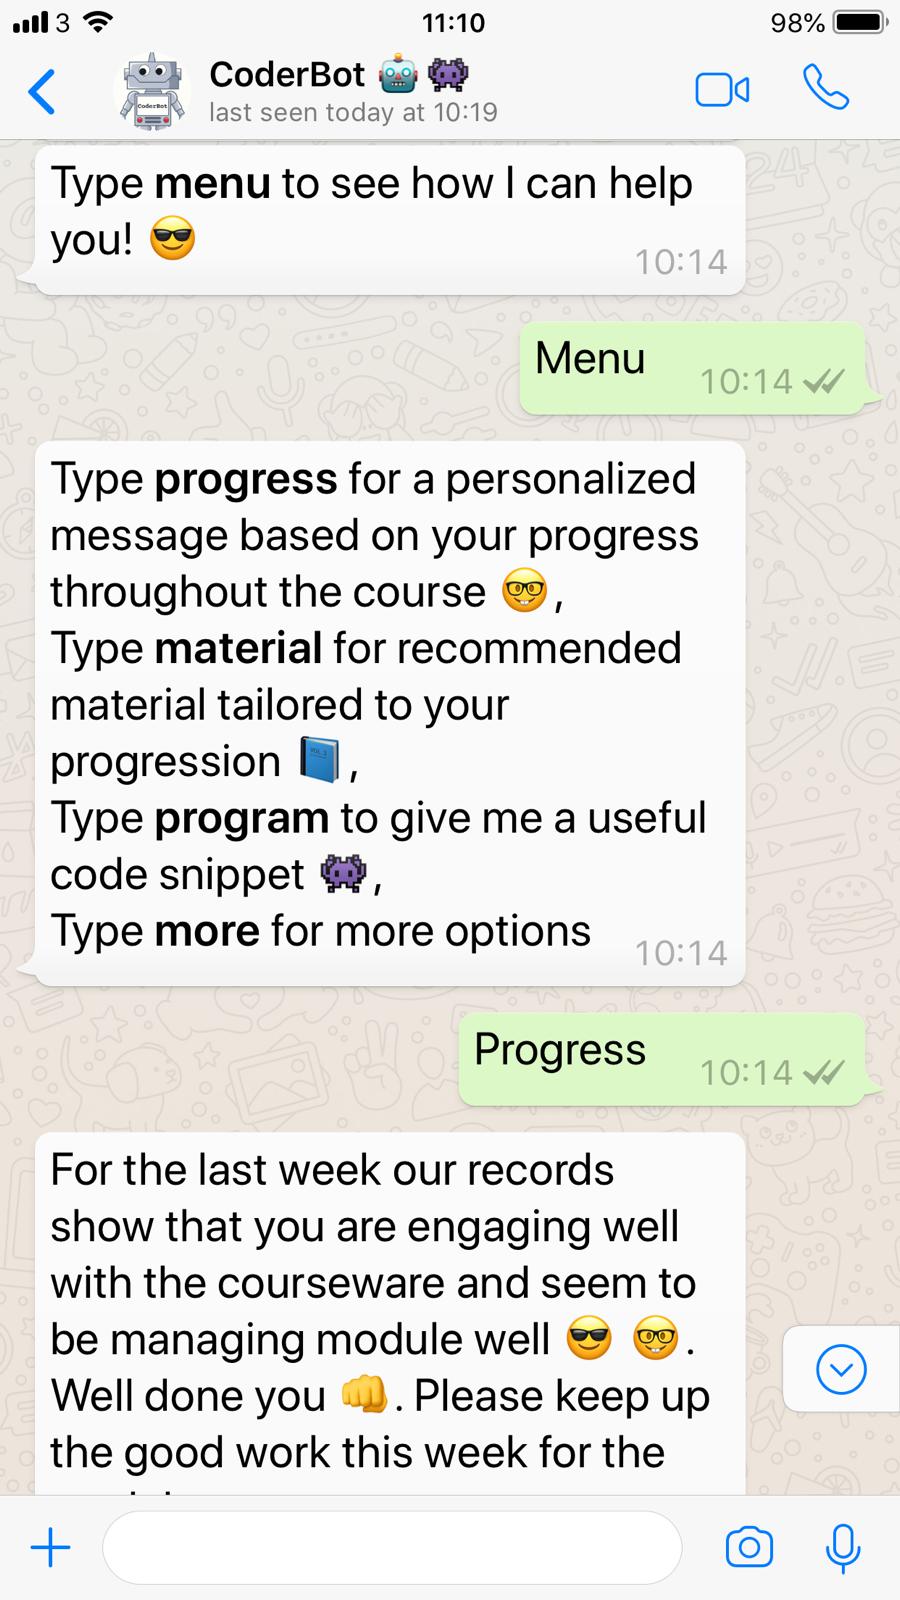 3 11:10 98%
CoderBot 🤖 👾
last seen today at 10:19
CoderBot
Type menu to see how I can help
you! 😎
10:14
Menu
10:14
Type progress for a personalized
message based on your progress
throughout the course 🤓,
Type material for recommended
material tailored to your
progression 📘,
Type program to give me a useful
code snippet 👾,
Type more for more options
10:14
Progress
10:14
For the last week our records
show that you are engaging well
with the courseware and seem to
be managing module well 😎 🤓.
Well done you 👊. Please keep up
the good work this week for the